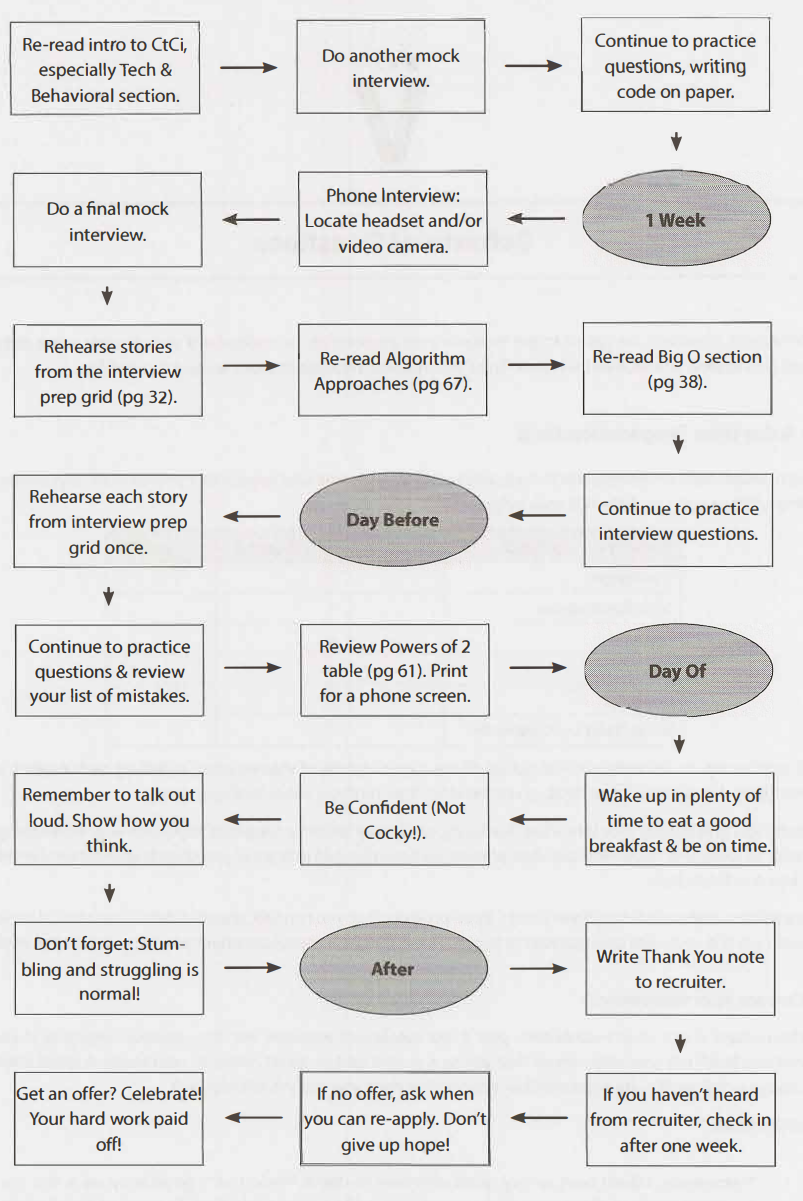 Re-read intro to CtCi,
especially Tech &
Behavioral section.
Do another mock
interview.
Continue to practice
questions, writing
code on paper.
1 Week
Phone Interview:
Locate headset and/or
video camera.
Do a final mock
interview.
Rehearse stories
from the interview
prep grid (pg 32).
Re-read Algorithm
Approaches (pg 67).
Re-read Big O section
(pg 38).
Continue to practice
interview questions.
Day Before
Rehearse each story
from interview prep
grid once.
Continue to practice
questions & review
your list of mistakes.
Review Powers of 2
table (pg 61). Print
for a phone screen.
Day Of
Wake up in plenty of
time to eat a good
breakfast & be on time.
Be Confident (Not
Cocky!).
Remember to talk out
loud. Show how you
think.
Don't forget: Stum-
bling and struggling is
normal!
After
Write Thank You note
to recruiter.
If you haven't heard
from recruiter, check in
after one week.
If no offer, ask when
you can re-apply. Don't
give up hope!
Get an offer? Celebrate!
Your hard work paid
off!